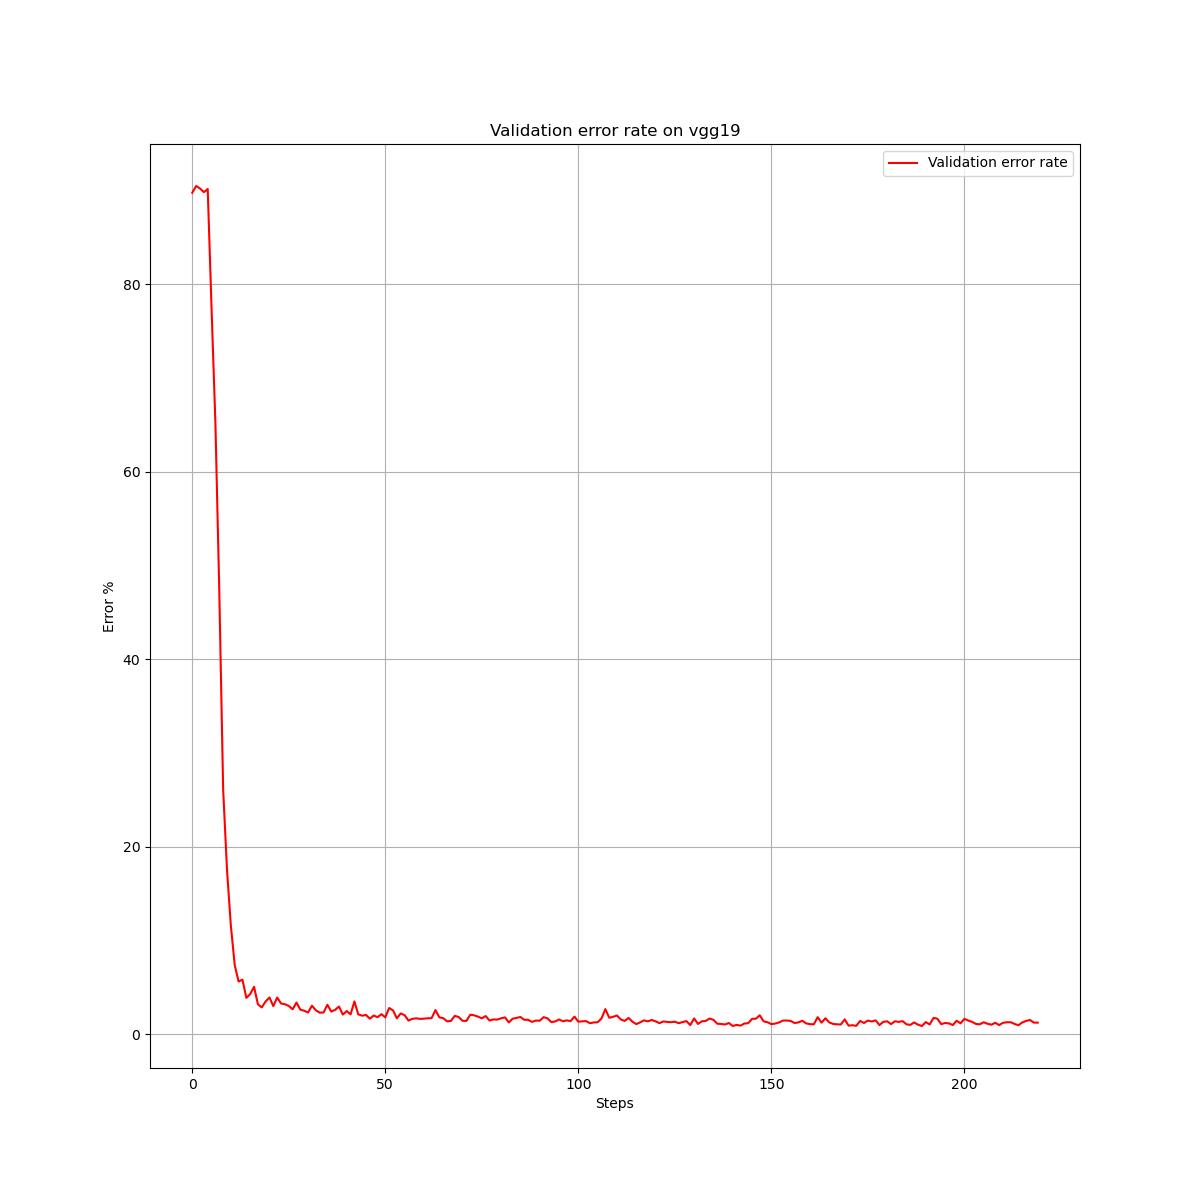 Validation error rate on vgg19
Validation error rate
80
60
40
20
0
Error %
0 50 100 150 200
Steps